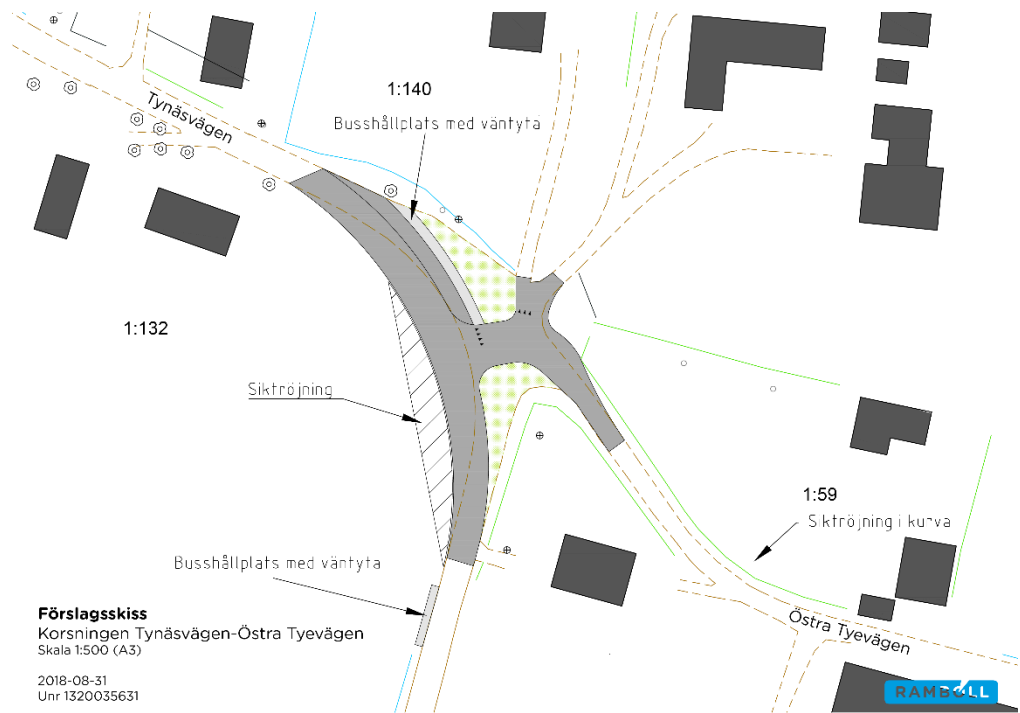 1:140
Busshållplats med väntyta
Tynäsvägen
1:132
Siktröjning
1:59
Siktröjning i kurva
Busshållplats med väntyta
Östra Tyevägen
Förslagsskiss
Korsningen Tynäsvägen-Östra Tyevägen
Skala 1:500 (A3)
2018-08-31
Unr 1320035631
RAMBOLL